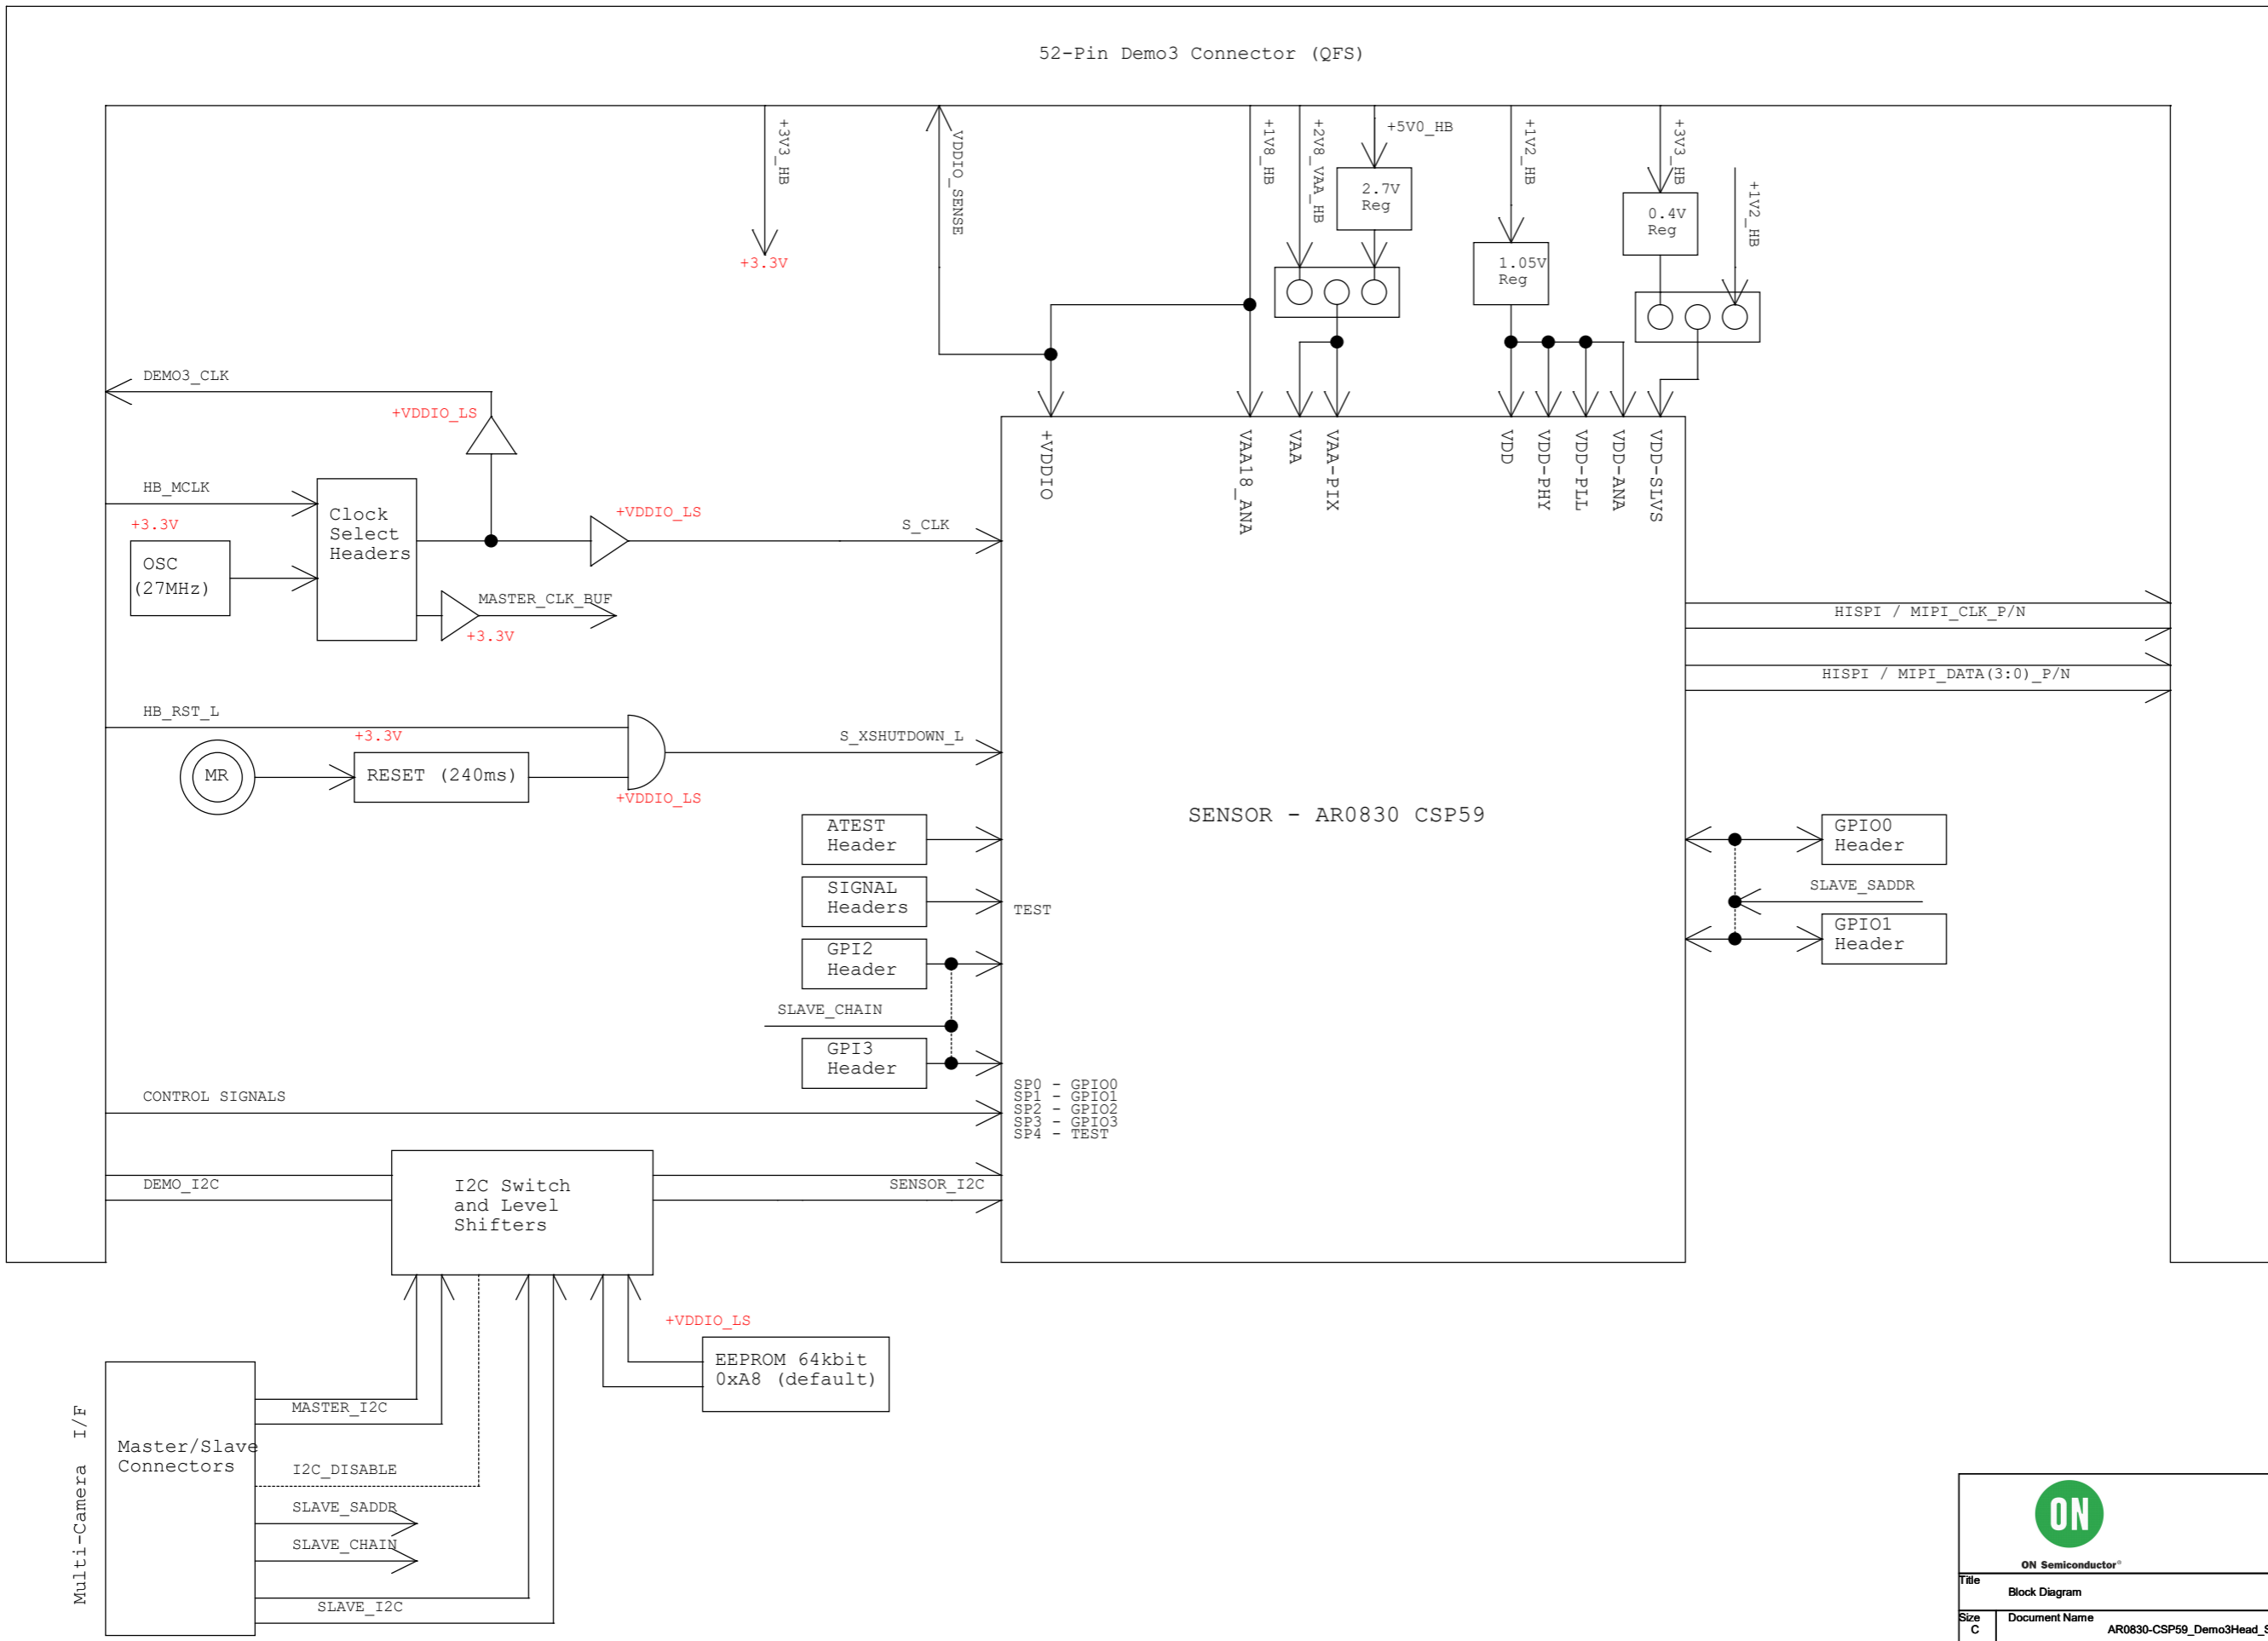 52-Pin Demo3 Connector (QFS)
+3V3_HB
VDDIO_SENSE
+1V8_HB
+2V8_VAA_HB
+5V0_HB
+1V2_HB
+3V3_HB
+1V2_HB
2.7V
Reg
0.4V
Reg
1.05V
Reg
+3.3V
DEMO3_CLK
+VDDIO_LS
+VDDIO
VAA18_ANA
VAA
VAA-PIX
VDD
VDD-PHY
VDD-PLL
VDD-ANA
VDD-SLVS
HB_MCLK
+3.3V
OSC
(27MHz)
Clock
Select
Headers
+VDDIO_LS
S_CLK
MASTER_CLK_BUF
+3.3V
HISPI / MIPI_CLK_P/N
HISPI / MIPI_DATA(3:0)_P/N
HB_RST_L
+3.3V
MR
RESET (240ms)
S_XSHUTDOWN_L
+VDDIO_LS
SENSOR - AR0830 CSP59
ATEST
Header
SIGNAL
Headers
TEST
GPI2
Header
SLAVE_CHAIN
GPI3
Header
GPIO0
Header
SLAVE_SADDR
GPIO1
Header
SP0 - GPIO0
SP1 - GPIO1
SP2 - GPIO2
SP3 - GPIO3
SP4 - TEST
CONTROL SIGNALS
DEMO_I2C
I2C Switch
and Level
Shifters
SENSOR_I2C
+VDDIO_LS
EEPROM 64kbit
0xA8 (default)
Multi-Camera I/F
Master/Slave
Connectors
MASTER_I2C
I2C_DISABLE
SLAVE_SADDR
SLAVE_CHAIN
SLAVE_I2C
ON
ON Semiconductor®
Title
Block Diagram
Size
C
Document Name
AR0830-CSP59_Demo3Head_S